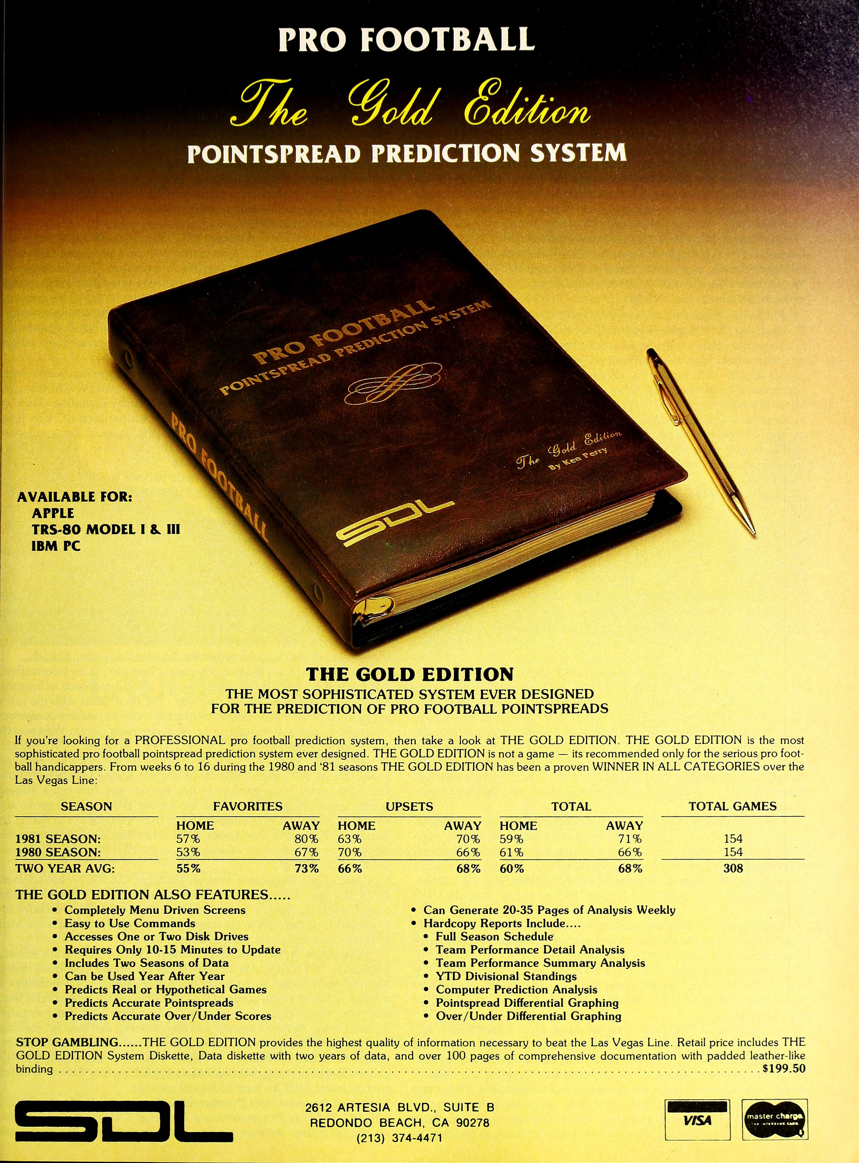 PRO FOOTBALL
The Gold Edition
POINTSPREAD PREDICTION SYSTEM
PRO FOOTBALL
POINTSPREAD PREDICTION SYSTEM
The Gold Edition
By Ken Perry
SDL
PRO FOOTBALL
AVAILABLE FOR:
APPLE
TRS-80 MODEL I & III
IBM PC
THE GOLD EDITION
THE MOST SOPHISTICATED SYSTEM EVER DESIGNED
FOR THE PREDICTION OF PRO FOOTBALL POINTSPREADS
If you're looking for a PROFESSIONAL pro football prediction system, then take a look at THE GOLD EDITION. THE GOLD EDITION is the most
sophisticated pro football pointspread prediction system ever designed. THE GOLD EDITION is not a game — its recommended only for the serious pro foot-
ball handicappers. From weeks 6 to 16 during the 1980 and '81 seasons THE GOLD EDITION has been a proven WINNER IN ALL CATEGORIES over the
Las Vegas Line:
SEASON FAVORITES UPSETS TOTAL TOTAL GAMES
HOME AWAY HOME AWAY HOME AWAY
1981 SEASON: 57% 80% 63% 70% 59% 71% 154
1980 SEASON: 53% 67% 70% 66% 61% 66% 154
TWO YEAR AVG: 55% 73% 66% 68% 60% 68% 308
THE GOLD EDITION ALSO FEATURES.....
• Completely Menu Driven Screens
• Easy to Use Commands
• Accesses One or Two Disk Drives
• Requires Only 10-15 Minutes to Update
• Includes Two Seasons of Data
• Can be Used Year After Year
• Predicts Real or Hypothetical Games
• Predicts Accurate Pointspreads
• Predicts Accurate Over/Under Scores
• Can Generate 20-35 Pages of Analysis Weekly
• Hardcopy Reports Include....
• Full Season Schedule
• Team Performance Detail Analysis
• Team Performance Summary Analysis
• YTD Divisional Standings
• Computer Prediction Analysis
• Pointspread Differential Graphing
• Over/Under Differential Graphing
STOP GAMBLING......THE GOLD EDITION provides the highest quality of information necessary to beat the Las Vegas Line. Retail price includes THE
GOLD EDITION System Diskette, Data diskette with two years of data, and over 100 pages of comprehensive documentation with padded leather-like
binding ........ $199.50
SDL
2612 ARTESIA BLVD., SUITE B
REDONDO BEACH, CA 90278
(213) 374-4471
VISA
master charge
THE INTERBANK CARD